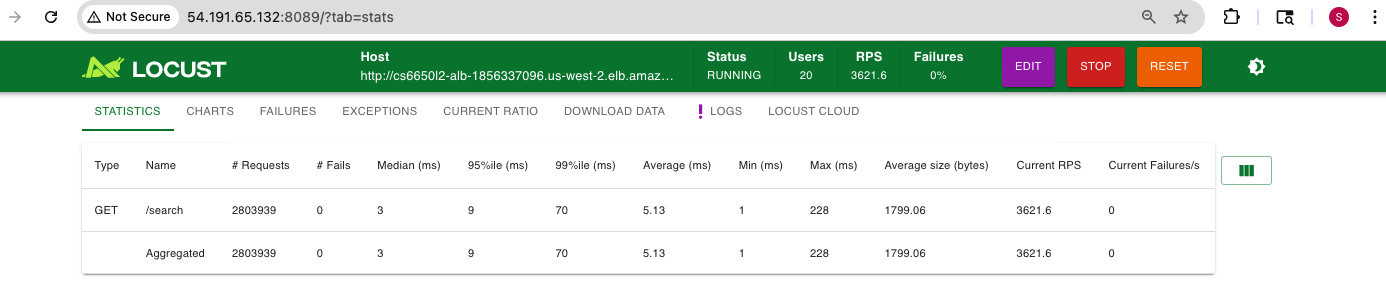 Not Secure 54.191.65.132:8089/?tab=stats S
LOCUST
Host Status Users RPS Failures
http://cs6650l2-alb-1856337096.us-west-2.elb.amaz... RUNNING 20 3621.6 0% EDIT STOP RESET
STATISTICS CHARTS FAILURES EXCEPTIONS CURRENT RATIO DOWNLOAD DATA ! LOGS LOCUST CLOUD
Type Name # Requests # Fails Median (ms) 95%ile (ms) 99%ile (ms) Average (ms) Min (ms) Max (ms) Average size (bytes) Current RPS Current Failures/s
GET /search 2803939 0 3 9 70 5.13 1 228 1799.06 3621.6 0
Aggregated 2803939 0 3 9 70 5.13 1 228 1799.06 3621.6 0